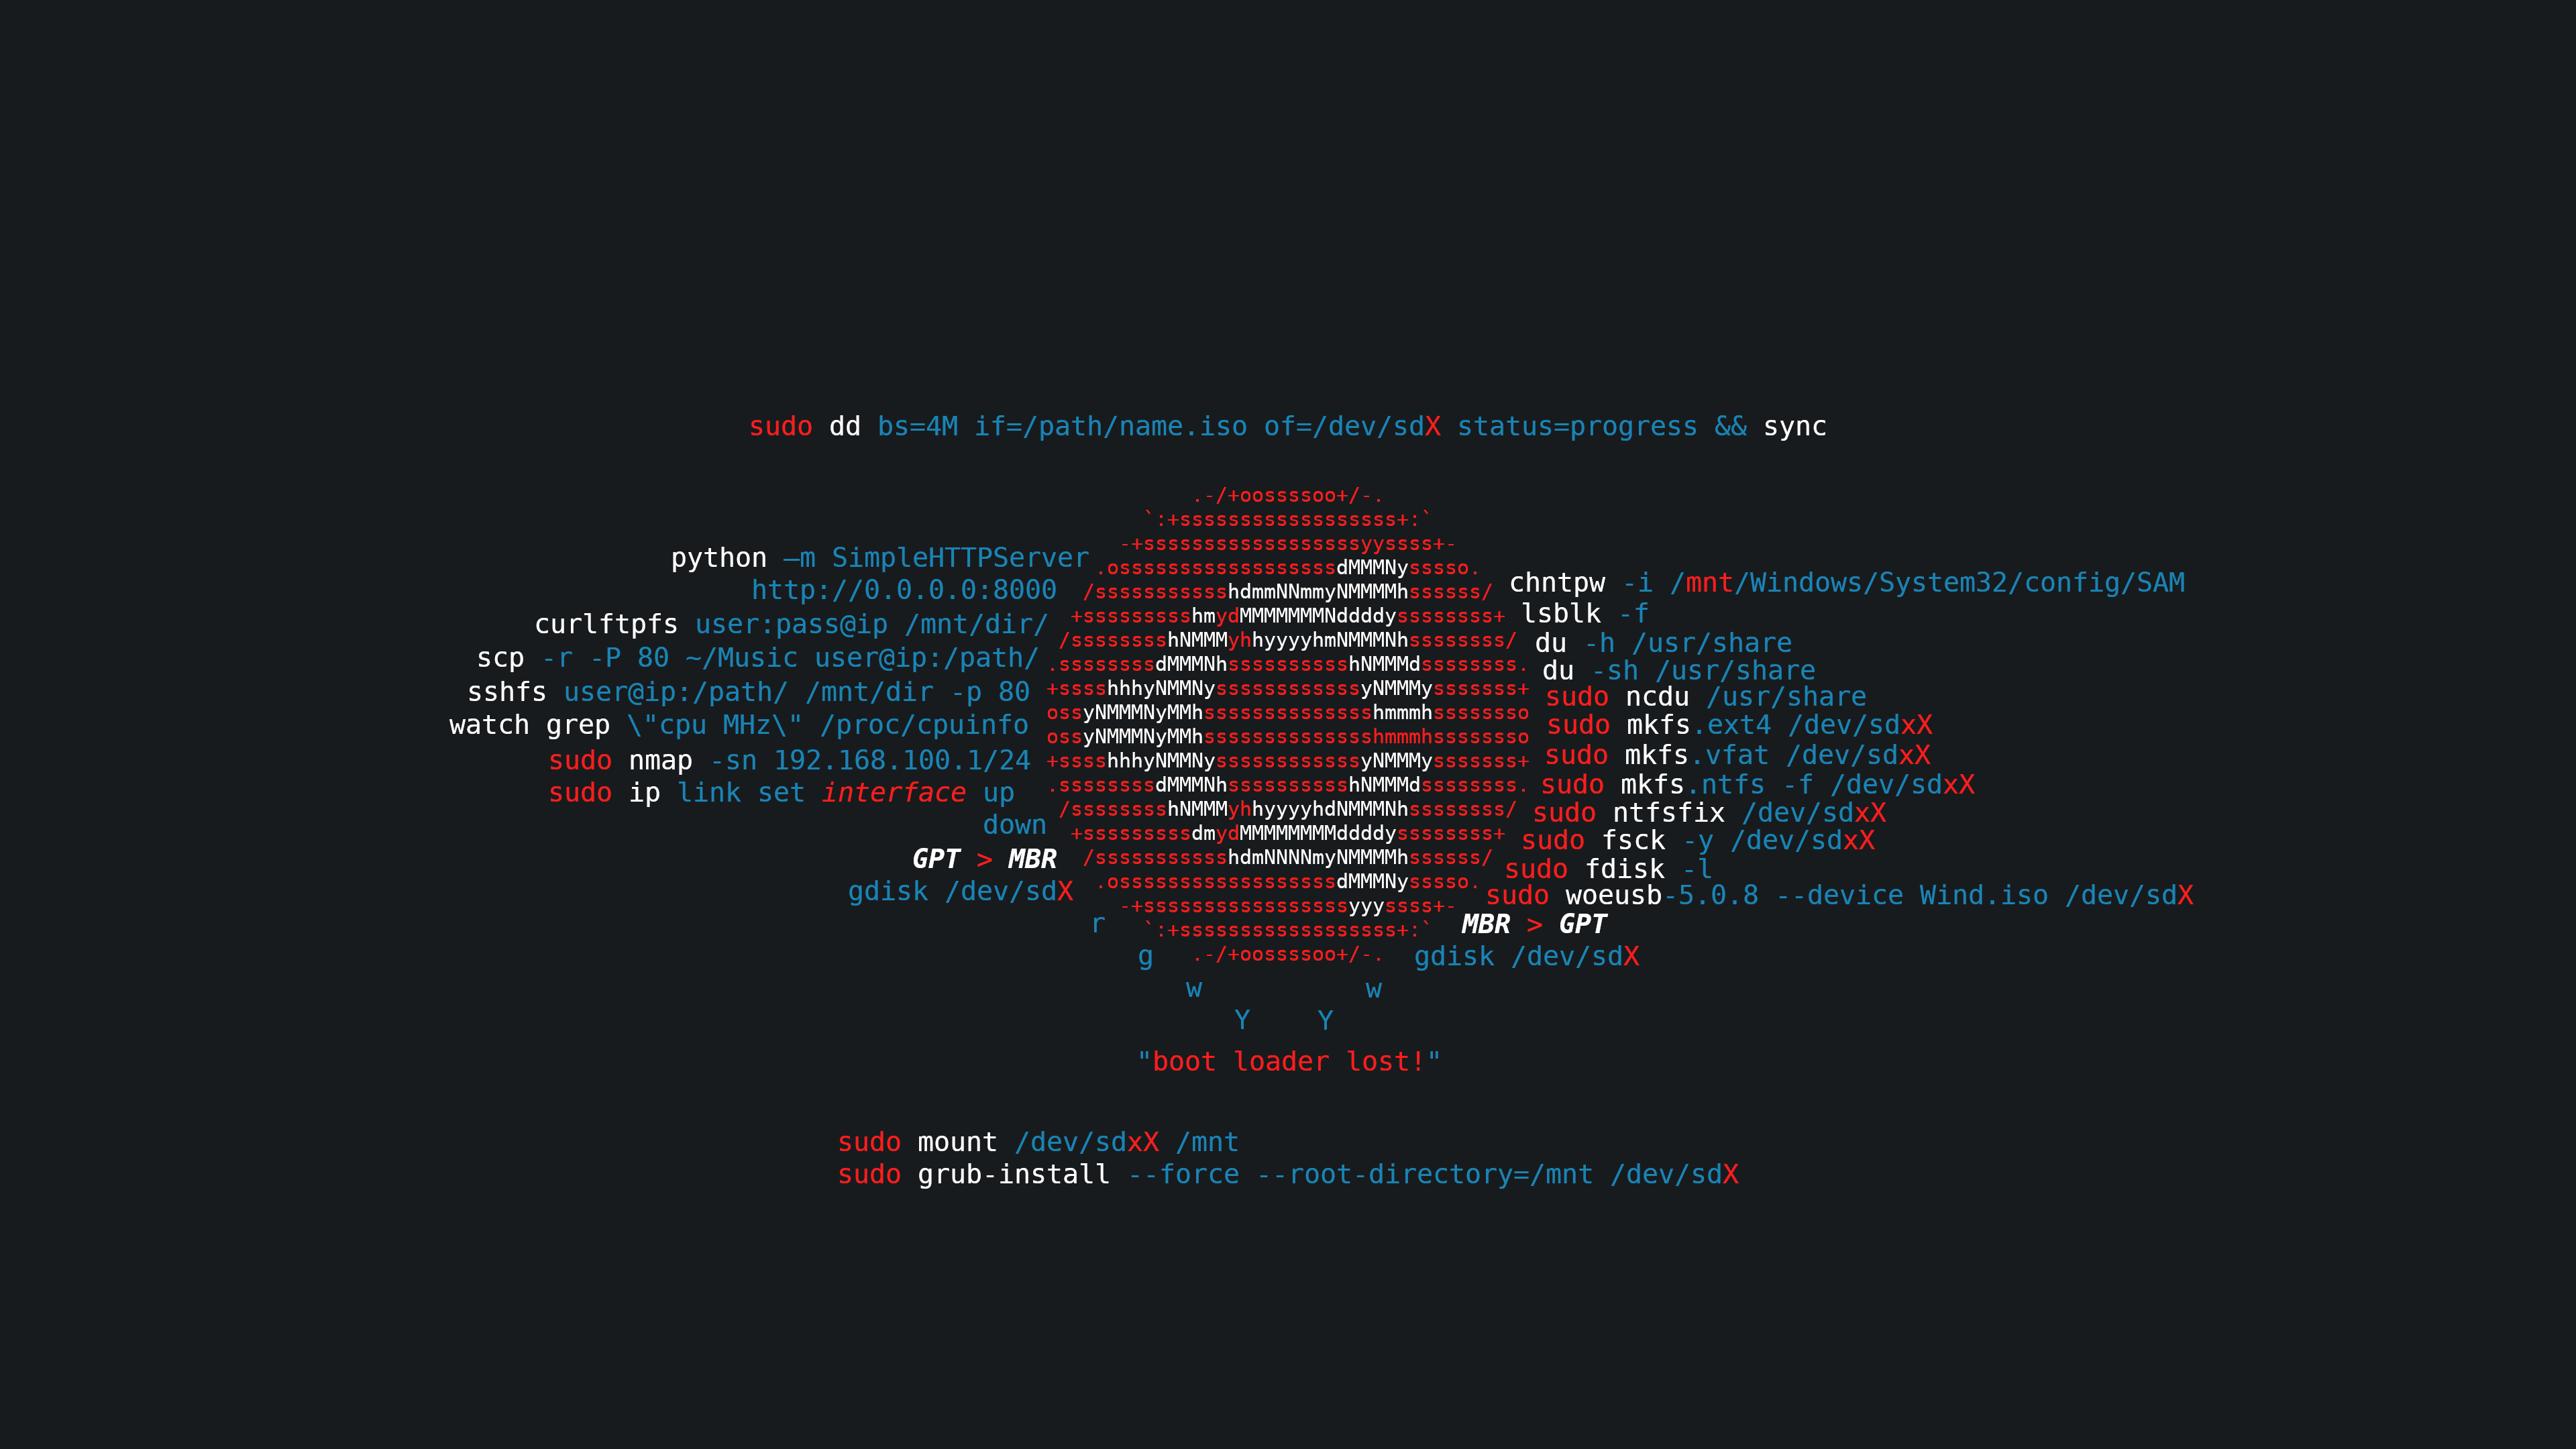 sudo dd bs=4M if=/path/name.iso of=/dev/sdX status=progress && sync
.-/+oossssoo+/-.
`:+ssssssssssssssssss+:`
-+ssssssssssssssssssyyssss+-
.ossssssssssssssssssdMMMNysssso.
/ssssssssssshdmmNNmmyNMMMMhssssss/
+ssssssssshmydMMMMMMMNddddyssssssss+
/sssssssshNMMMyhhyyyyhmNMMMNhssssssss/
.ssssssssdMMMNhsssssssssshNMMMdssssssss.
+sssshhhyNMMNyssssssssssssyNMMMysssssss+
ossyNMMMNyMMhsssssssssssssshmmmhssssssso
ossyNMMMNyMMhsssssssssssssshmmmhssssssso
+sssshhhyNMMNyssssssssssssyNMMMysssssss+
.ssssssssdMMMNhsssssssssshNMMMdssssssss.
/sssssssshNMMMyhhyyyyhdNMMMNhssssssss/
+sssssssssdmydMMMMMMMMddddyssssssss+
/ssssssssssshdmNNNNmyNMMMMhssssss/
.ossssssssssssssssssdMMMNysssso.
-+sssssssssssssssssyyyssss+-
`:+ssssssssssssssssss+:`
.-/+oossssoo+/-.
python –m SimpleHTTPServer
http://0.0.0.0:8000
curlftpfs user:pass@ip /mnt/dir/
scp -r -P 80 ~/Music user@ip:/path/
sshfs user@ip:/path/ /mnt/dir -p 80
watch grep \"cpu MHz\" /proc/cpuinfo
sudo nmap -sn 192.168.100.1/24
sudo ip link set interface up
down
GPT > MBR
gdisk /dev/sdX
r
g
w
Y
chntpw -i /mnt/Windows/System32/config/SAM
lsblk -f
du -h /usr/share
du -sh /usr/share
sudo ncdu /usr/share
sudo mkfs.ext4 /dev/sdxX
sudo mkfs.vfat /dev/sdxX
sudo mkfs.ntfs -f /dev/sdxX
sudo ntfsfix /dev/sdxX
sudo fsck -y /dev/sdxX
sudo fdisk -l
sudo woeusb-5.0.8 --device Wind.iso /dev/sdX
MBR > GPT
gdisk /dev/sdX
w
Y
"boot loader lost!"
sudo mount /dev/sdxX /mnt
sudo grub-install --force --root-directory=/mnt /dev/sdX